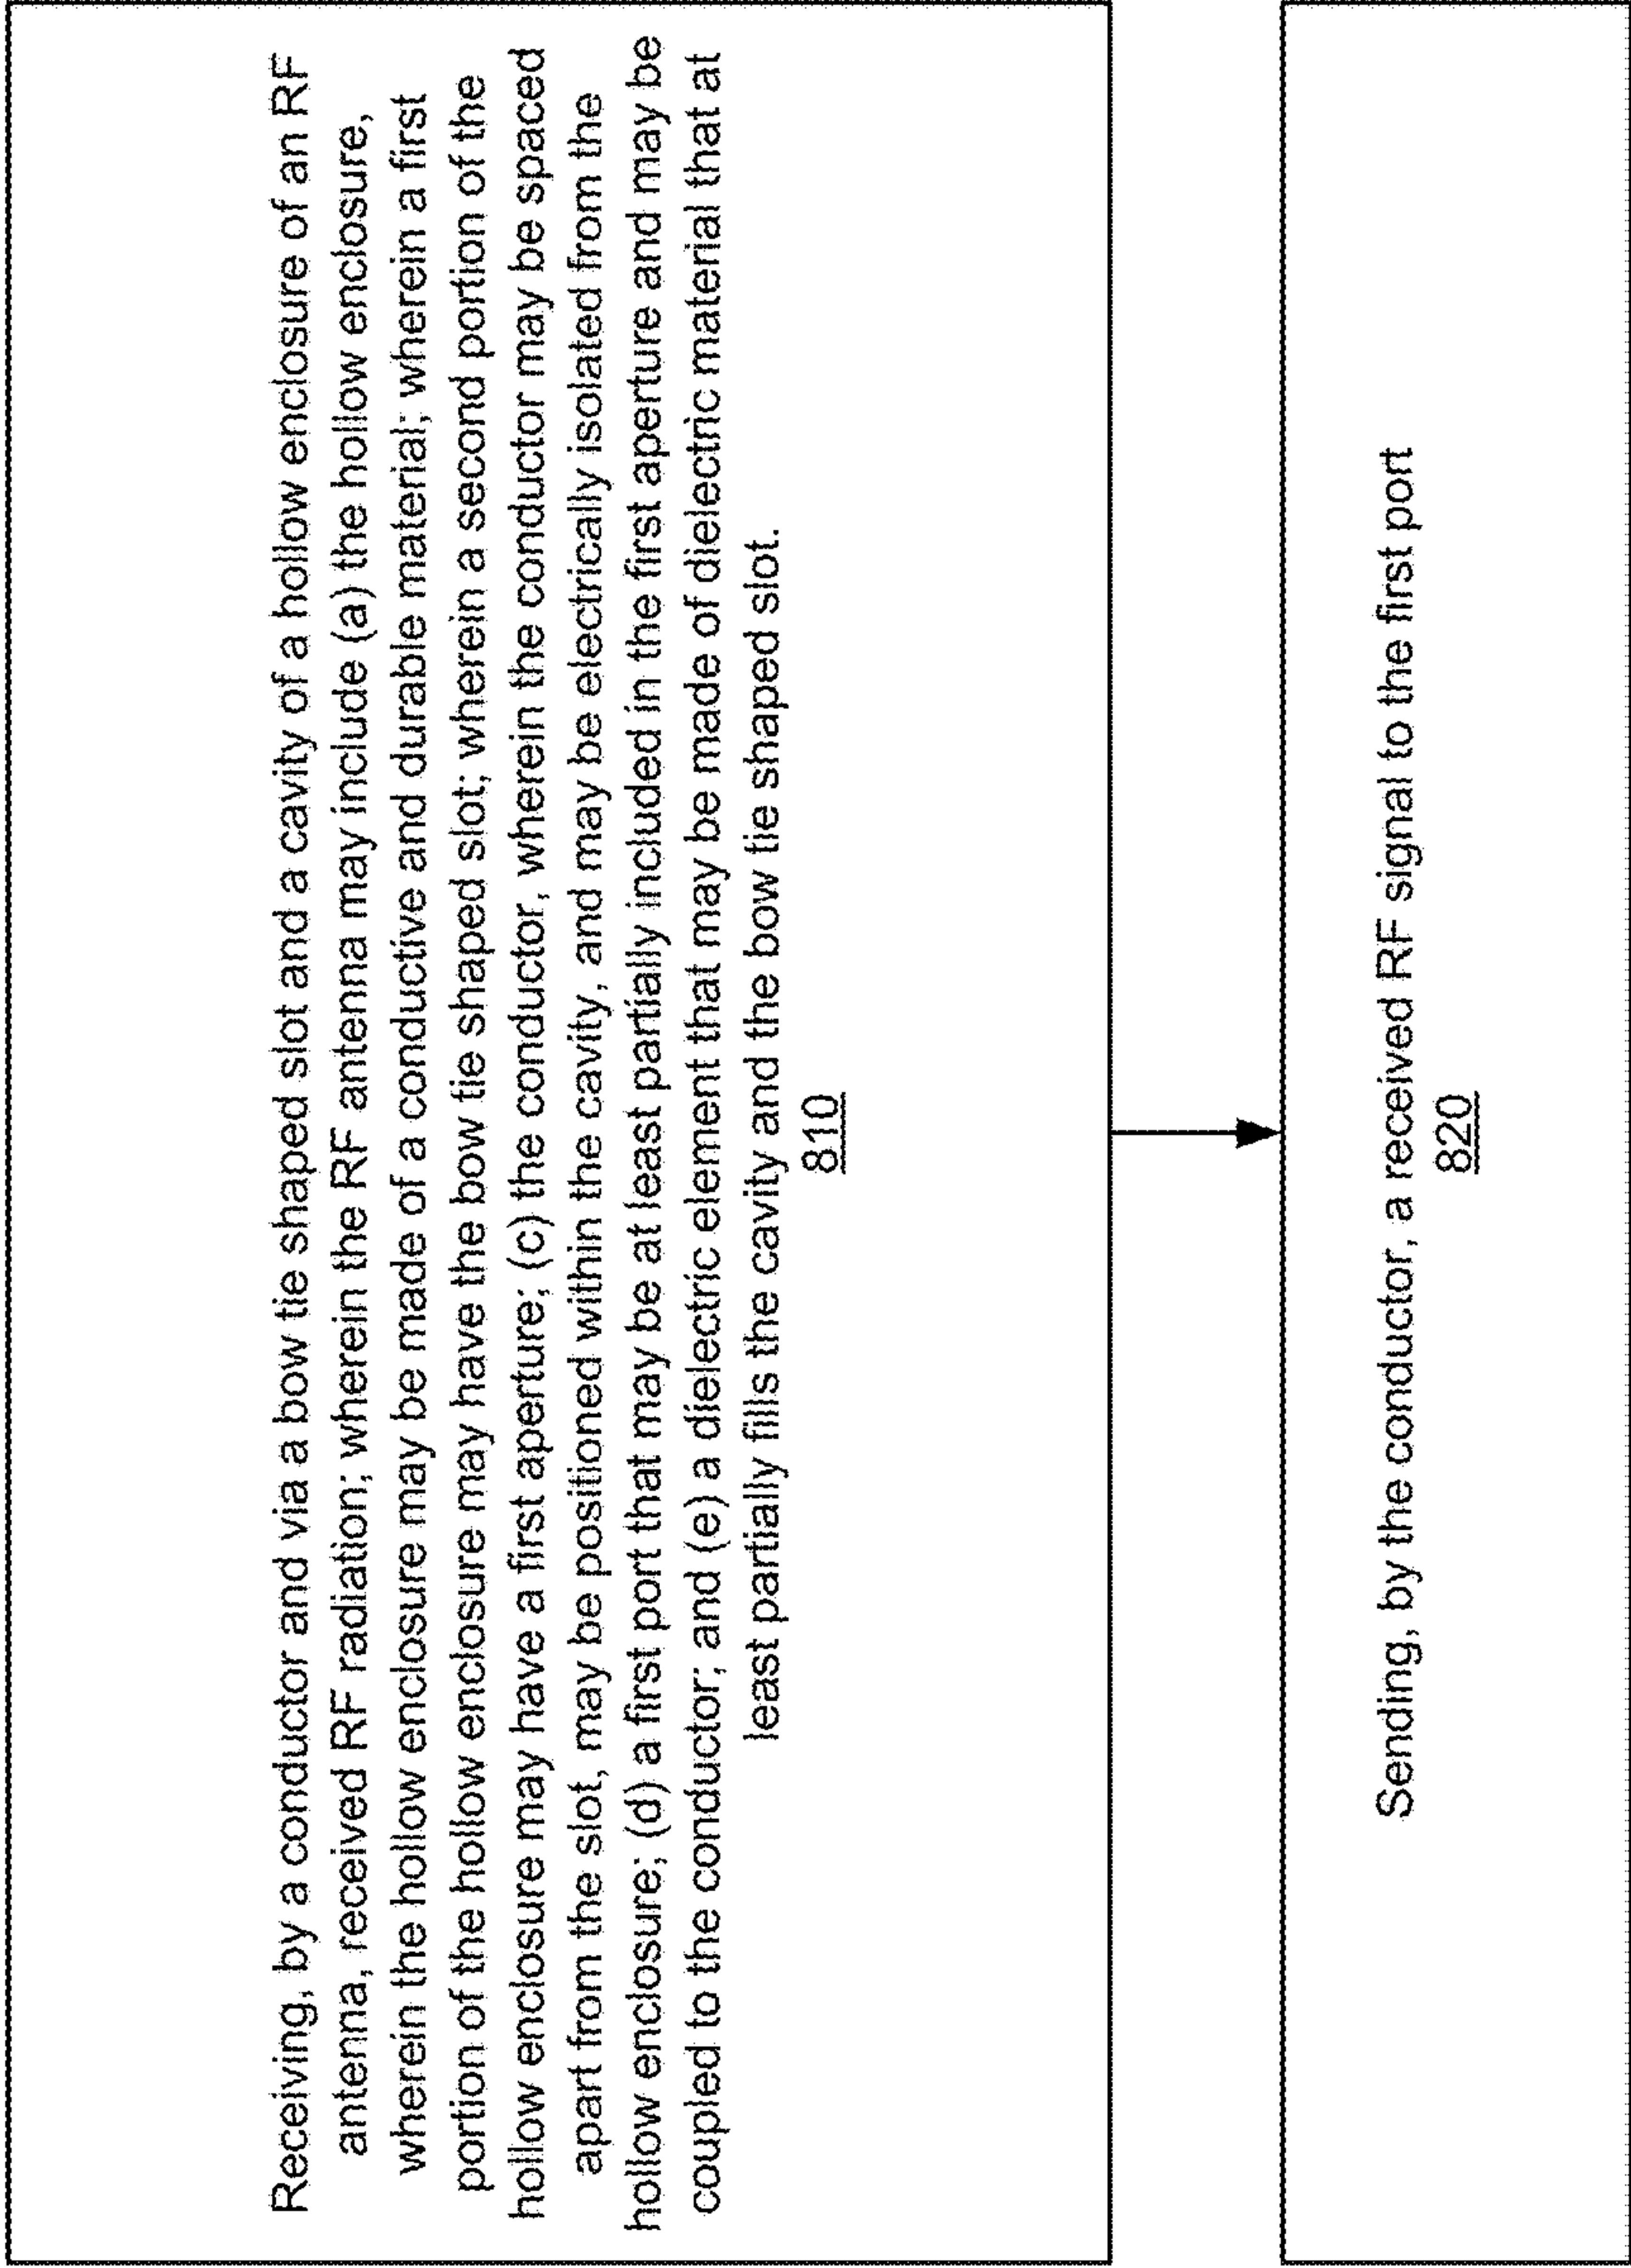 Receiving, by a conductor and via a bow tie shaped slot and a cavity of a hollow enclosure of an RF
antenna, received RF radiation; wherein the RF antenna may include (a) the hollow enclosure,
wherein the hollow enclosure may be made of a conductive and durable material; wherein a first
portion of the hollow enclosure may have the bow tie shaped slot; wherein a second portion of the
hollow enclosure may have a first aperture; (c) the conductor, wherein the conductor may be spaced
apart from the slot, may be positioned within the cavity, and may be electrically isolated from the
hollow enclosure; (d) a first port that may be at least partially included in the first aperture and may be
coupled to the conductor; and (e) a dielectric element that may be made of dielectric material that at
least partially fills the cavity and the bow tie shaped slot.
810
Sending, by the conductor, a received RF signal to the first port
820